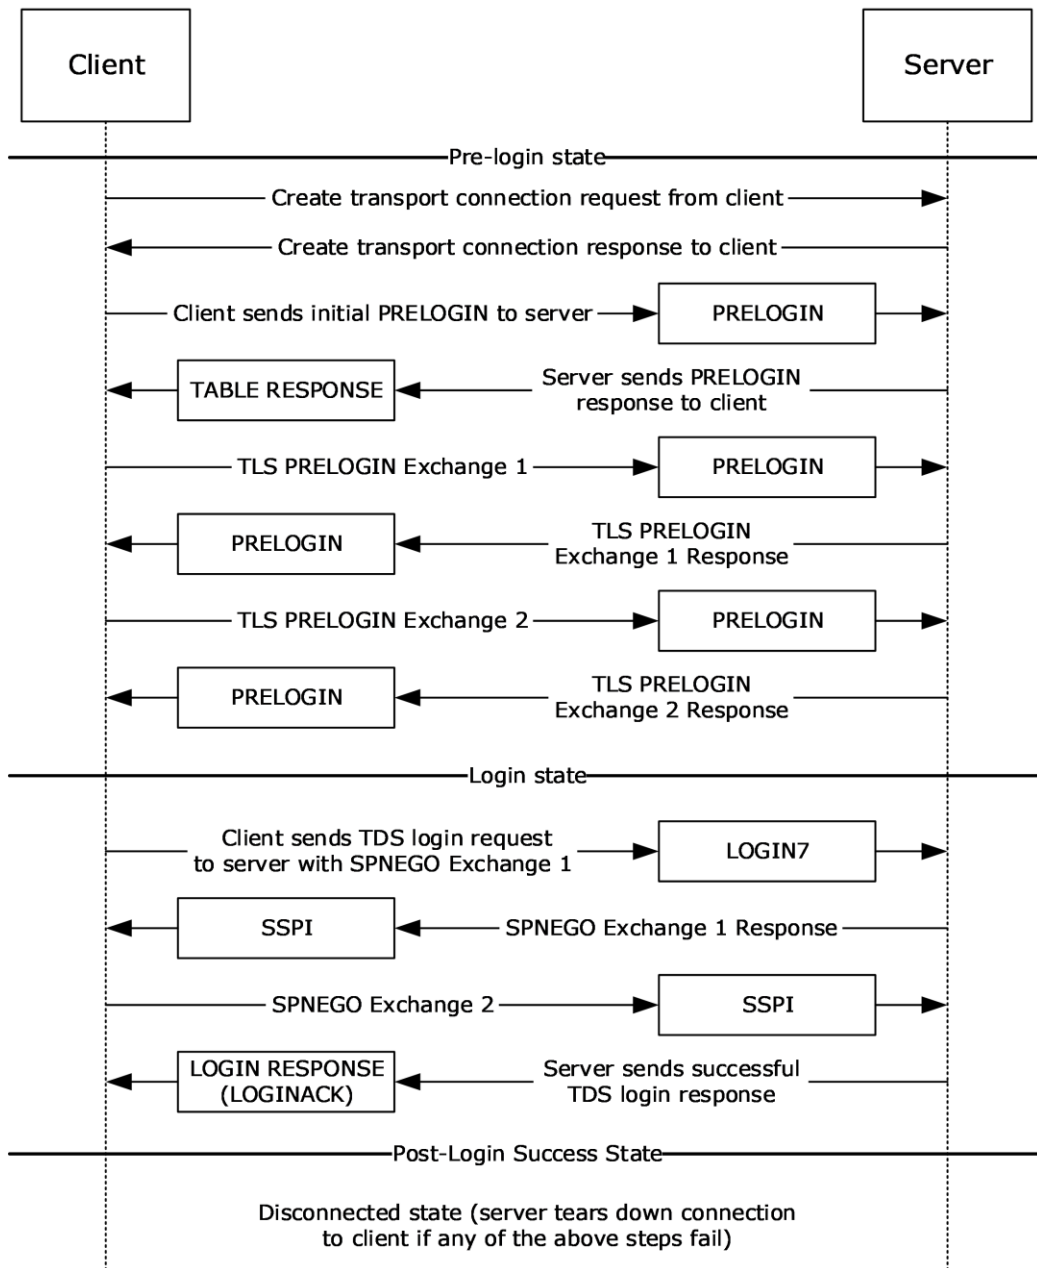 Client
Server
Pre-login state
Create transport connection request from client
Create transport connection response to client
Client sends initial PRELOGIN to server
PRELOGIN
TABLE RESPONSE
Server sends PRELOGIN
response to client
TLS PRELOGIN Exchange 1
PRELOGIN
PRELOGIN
TLS PRELOGIN
Exchange 1 Response
TLS PRELOGIN Exchange 2
PRELOGIN
PRELOGIN
TLS PRELOGIN
Exchange 2 Response
Login state
Client sends TDS login request
to server with SPNEGO Exchange 1
LOGIN7
SSPI
SPNEGO Exchange 1 Response
SPNEGO Exchange 2
SSPI
LOGIN RESPONSE
(LOGINACK)
Server sends successful
TDS login response
Post-Login Success State
Disconnected state (server tears down connection
to client if any of the above steps fail)